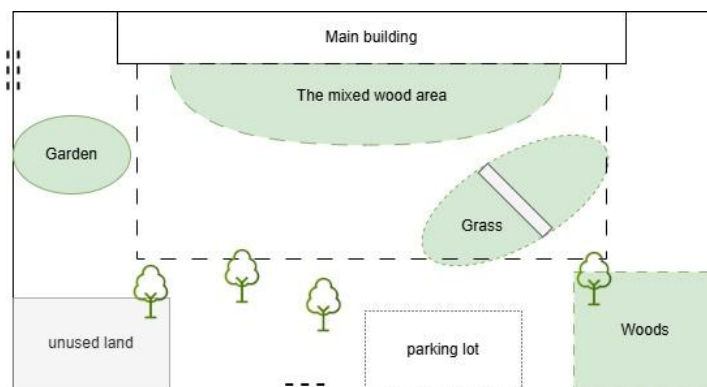 Main building
The mixed wood area
Garden
Grass
unused land
parking lot
Woods